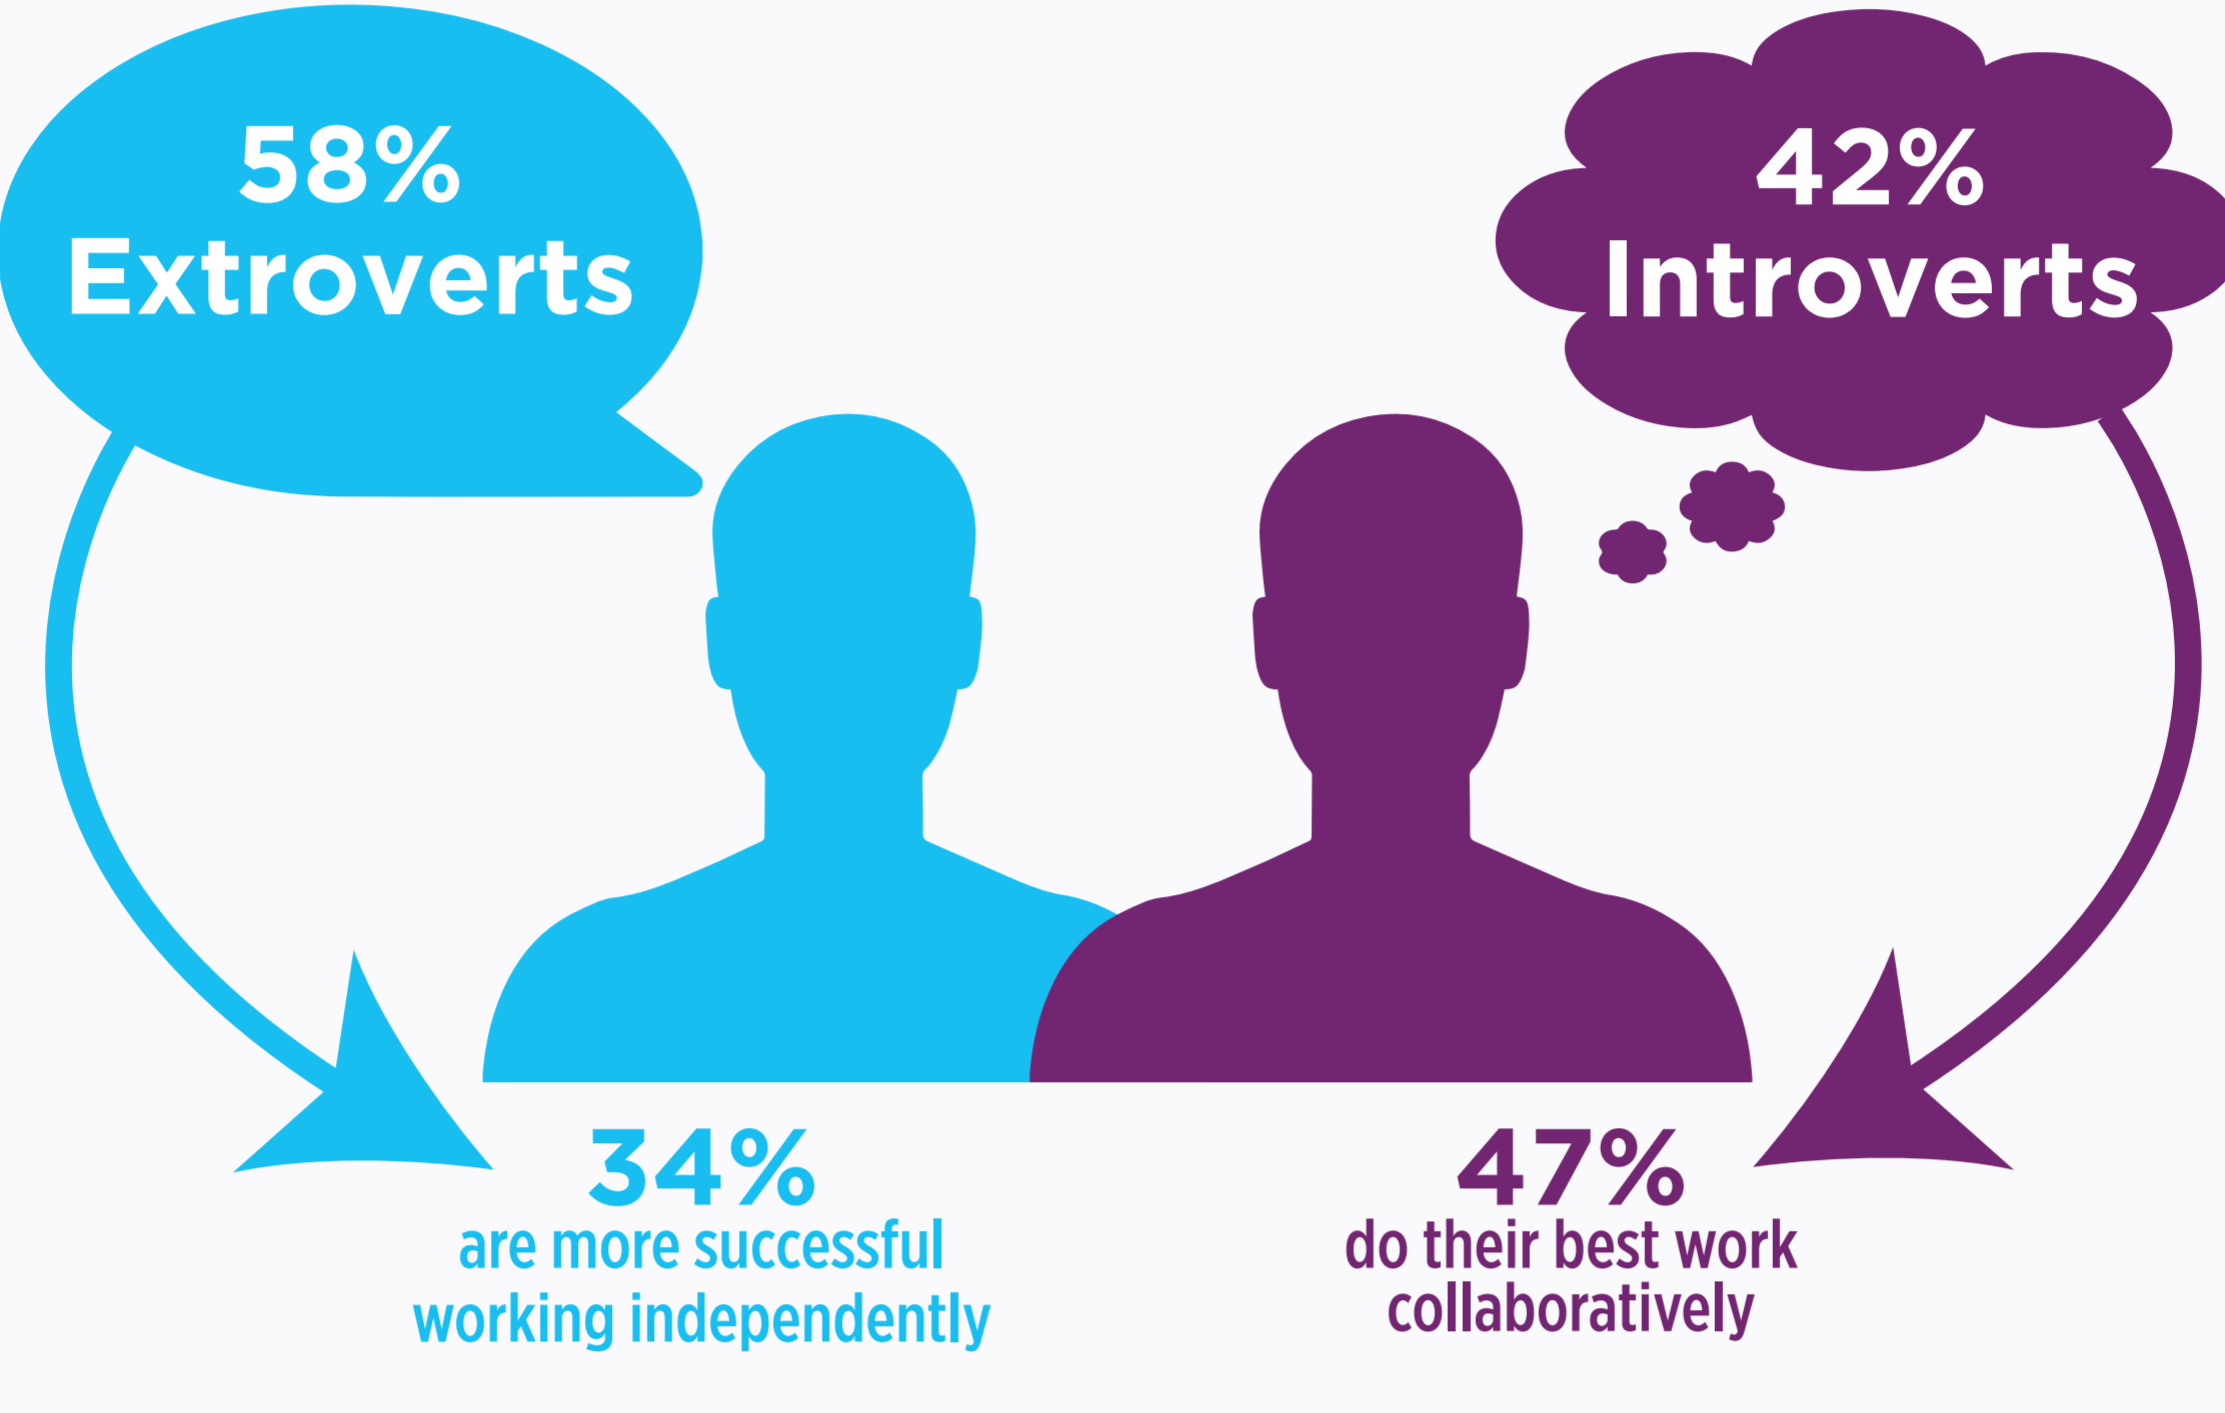 58%
Extroverts
42%
Introverts
34%
are more successful
working independently
47%
do their best work
collaboratively